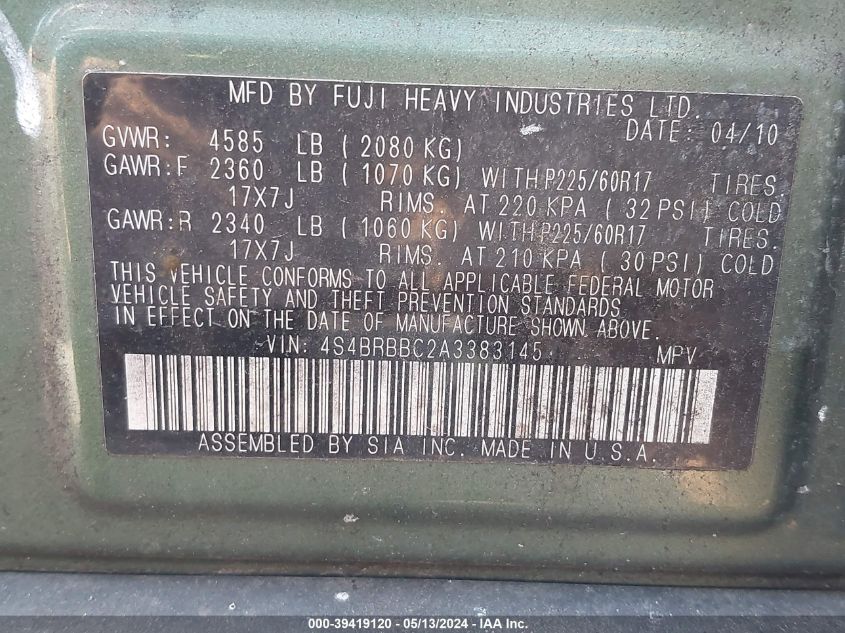 MFD BY FUJI HEAVY INDUSTRIES LTD.
DATE: 04/10
GVWR: 4585 LB ( 2080 KG)
GAWR:F 2360 LB ( 1070 KG) WITH P225/60R17 TIRES.
17X7J RIMS. AT 220 KPA ( 32 PSI) COLD
GAWR:R 2340 LB ( 1060 KG) WITH P225/60R17 TIRES.
17X7J RIMS. AT 210 KPA ( 30 PSI) COLD
THIS VEHICLE CONFORMS TO ALL APPLICABLE FEDERAL MOTOR
VEHICLE SAFETY AND THEFT PREVENTION STANDARDS
IN EFFECT ON THE DATE OF MANUFACTURE SHOWN ABOVE.
VIN: 4S4BRBBC2A3383145 MPV
ASSEMBLED BY SIA INC. MADE IN U.S.A.
000-39419120 - 05/13/2024 - IAA Inc.